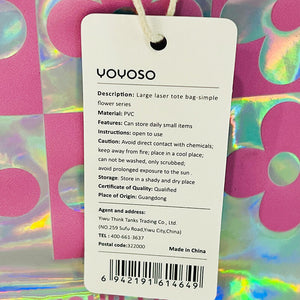 YOYOSO
Description: Large laser tote bag-simple
flower series
Material: PVC
Features: Can store daily small items
Instructions: open to use
Caution: Avoid direct contact with chemicals;
keep away from fire; place in a cool place;
can not be washed, only scrubbed;
avoid prolonged exposure to the sun
Storage: Store in a shady and dry place
Certificate of Quality: Qualified
Place of Origin: Guangdong
Agent and address:
Yiwu Think Tanks Trading Co., Ltd.
(NO.259 Sufu Road,Yiwu City,China)
TEL : 400-661-3637
Postal code:322000
Made in China
6 942191 614649